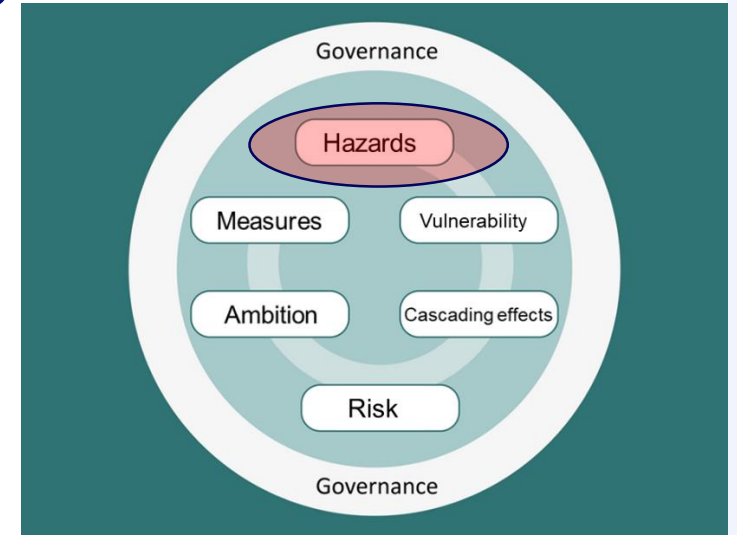 Governance
Hazards
Measures
Vulnerability
Ambition
Cascading effects
Risk
Governance